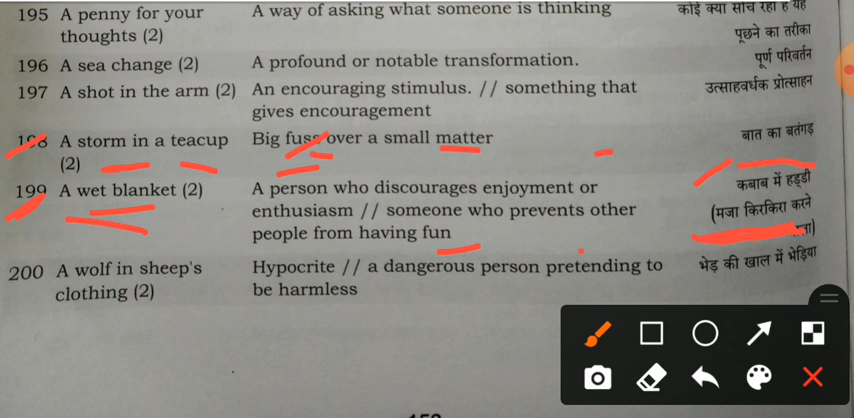 195 A penny for your A way of asking what someone is thinking कोई क्या सोच रहा है यह
thoughts (2) पूछने का तरीका
196 A sea change (2) A profound or notable transformation. पूर्ण परिवर्तन
197 A shot in the arm (2) An encouraging stimulus. // something that उत्साहवर्धक प्रोत्साहन
gives encouragement
198 A storm in a teacup Big fuss over a small matter बात का बतंगड़
(2)
199 A wet blanket (2) A person who discourages enjoyment or कबाब में हड्डी
enthusiasm // someone who prevents other (मजा किरकिरा करने
people from having fun
200 A wolf in sheep's Hypocrite // a dangerous person pretending to भेड़ की खाल में भेड़िया
clothing (2) be harmless